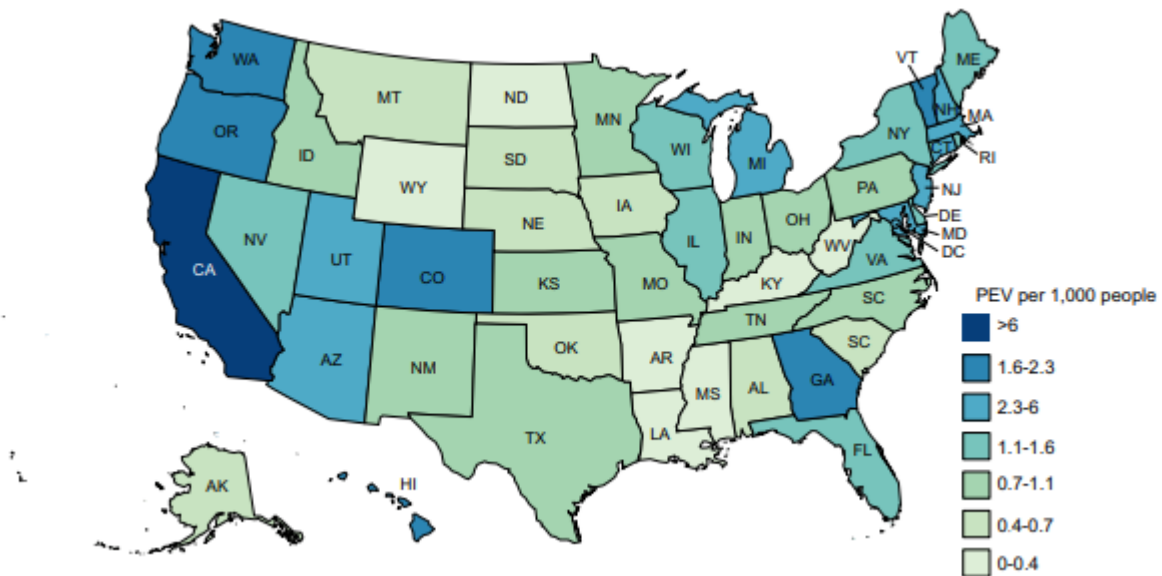 WA
MT
ND
MN
VT
ME
OR
ID
SD
WI
MI
NY
NH
MA
WY
CT
RI
NE
IA
PA
NJ
NV
UT
CO
IL
IN
OH
DE
MD
DC
CA
KS
MO
WV
VA
KY
AZ
NM
OK
AR
TN
SC
SC
TX
LA
MS
AL
GA
FL
AK
HI
PEV per 1,000 people
>6
1.6-2.3
2.3-6
1.1-1.6
0.7-1.1
0.4-0.7
0-0.4